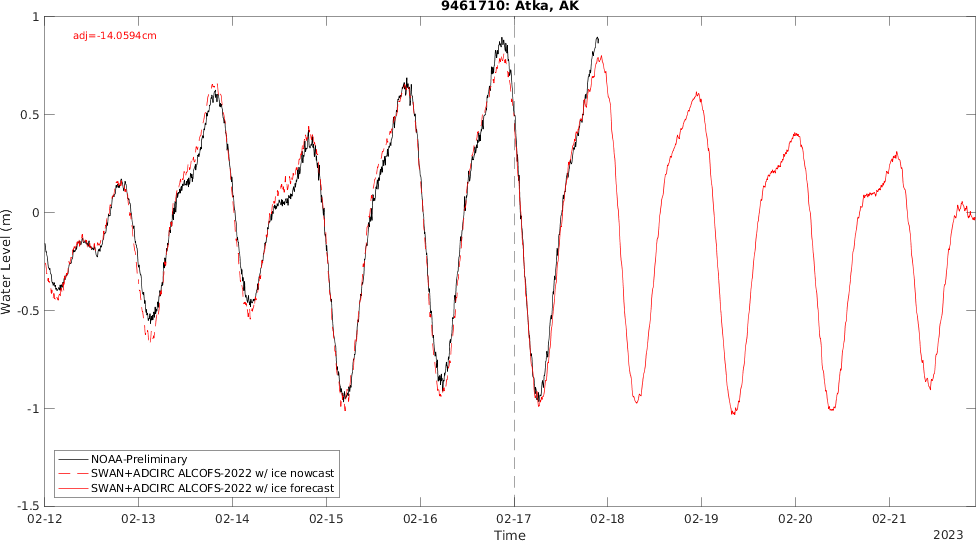 9461710: Atka, AK
adj=-14.0594cm
1
0.5
0
-0.5
-1
-1.5
Water Level (m)
NOAA-Preliminary
SWAN+ADCIRC ALCOFS-2022 w/ ice nowcast
SWAN+ADCIRC ALCOFS-2022 w/ ice forecast
02-12 02-13 02-14 02-15 02-16 02-17 02-18 02-19 02-20 02-21
Time
2023